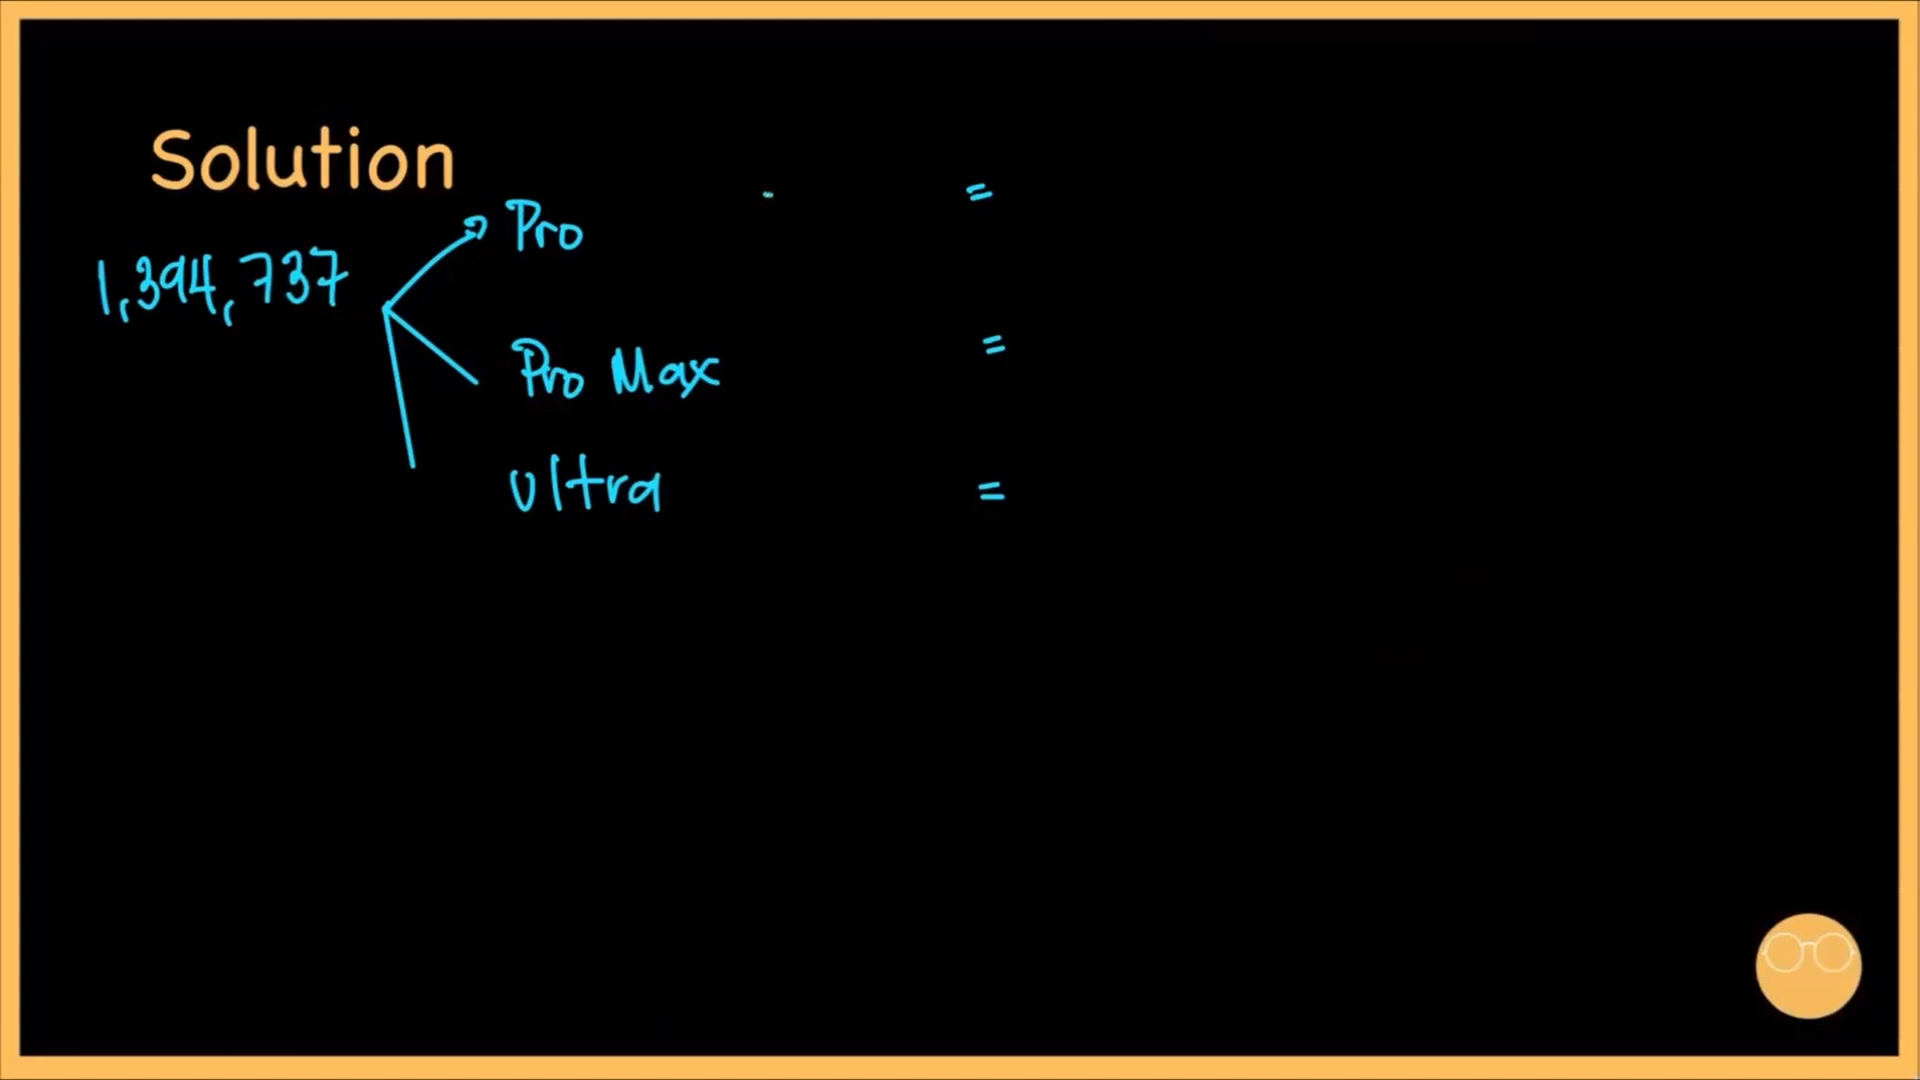 Solution
Pro =
1,394,737
Pro Max =
Ultra =